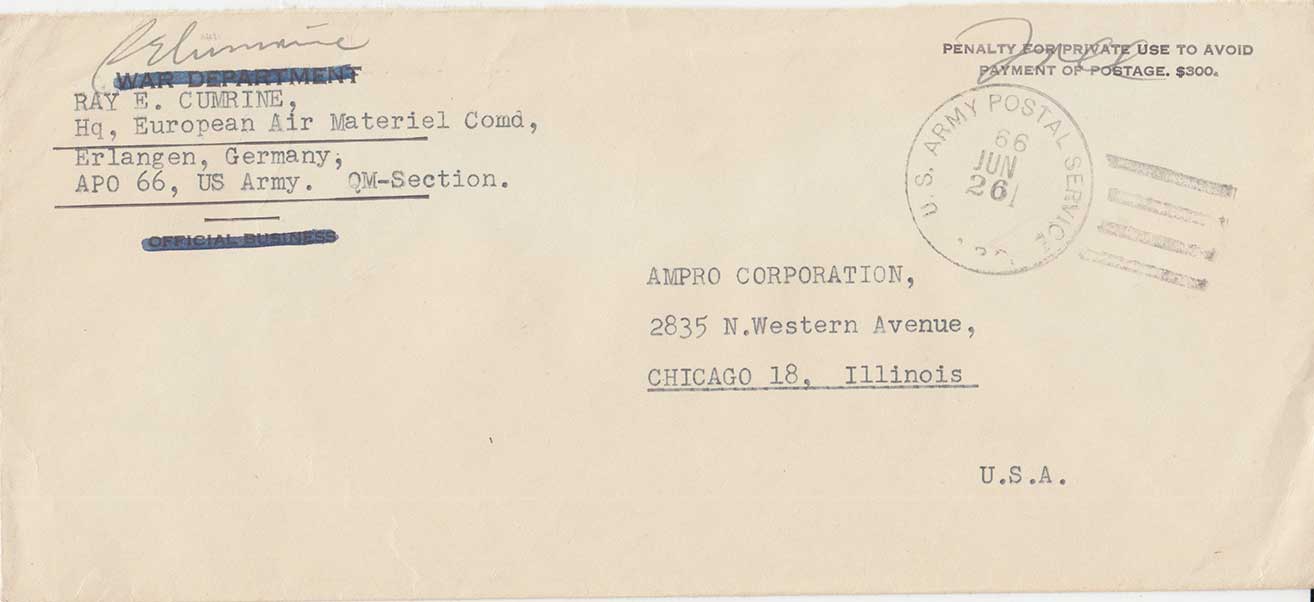 RECumrine
WAR DEPARTMENT
RAY E. CUMRINE,
Hq, European Air Materiel Comd,
Erlangen, Germany,
APO 66, US Army. QM-Section.
OFFICIAL BUSINESS
Free
PENALTY FOR PRIVATE USE TO AVOID
PAYMENT OF POSTAGE. $300.
U.S. ARMY POSTAL SERVICE
66
JUN
26
AMPRO CORPORATION,
2835 N.Western Avenue,
CHICAGO 18, Illinois
U.S.A.